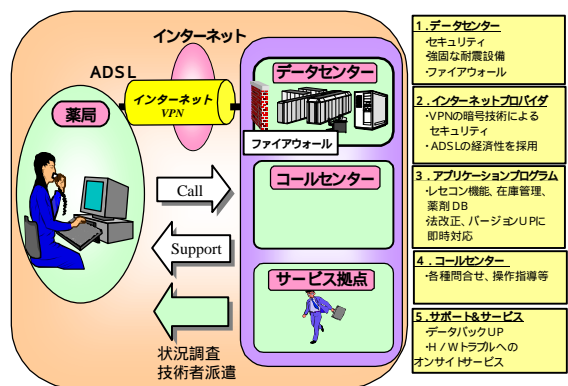 インターネット
ADSL
薬局
インターネット
VPN
データセンター
ファイアウォール
コールセンター
Call
Support
サービス拠点
状況調査
技術者派遣
1.データセンター
・セキュリティ
・強固な耐震設備
・ファイアウォール
2.インターネットプロバイダ
・VPNの暗号技術による
セキュリティ
・ADSLの経済性を採用
3.アプリケーションプログラム
・レセコン機能、在庫管理、
薬剤DB
・法改正、バージョンUPに
即時対応
4.コールセンター
・各種問合せ、操作指導等
5.サポート&サービス
・データバックUP
・H/Wトラブルへの
オンサイトサービス